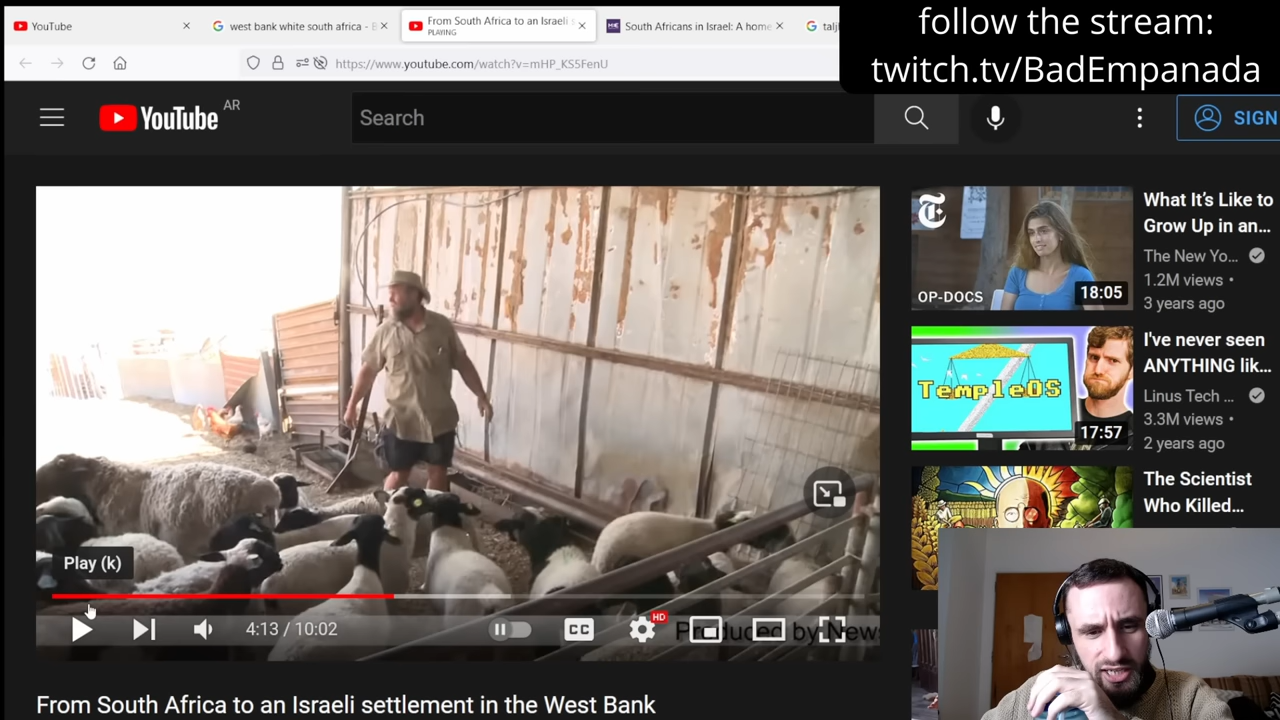 follow the stream:
twitch.tv/BadEmpanada
YouTube
west bank white south africa - B
From South Africa to an Israeli s
PLAYING
South Africans in Israel: A home
talj
https://www.youtube.com/watch?v=mHP_KS5FenU
YouTube AR
Search
SIGN
OP-DOCS
18:05
What It's Like to
Grow Up in an...
The New Yo...
1.2M views •
3 years ago
TempleOS
17:57
I've never seen
ANYTHING lik...
Linus Tech ...
3.3M views •
2 years ago
The Scientist
Who Killed...
Play (k)
4:13 / 10:02
CC
HD
Produced by News
From South Africa to an Israeli settlement in the West Bank